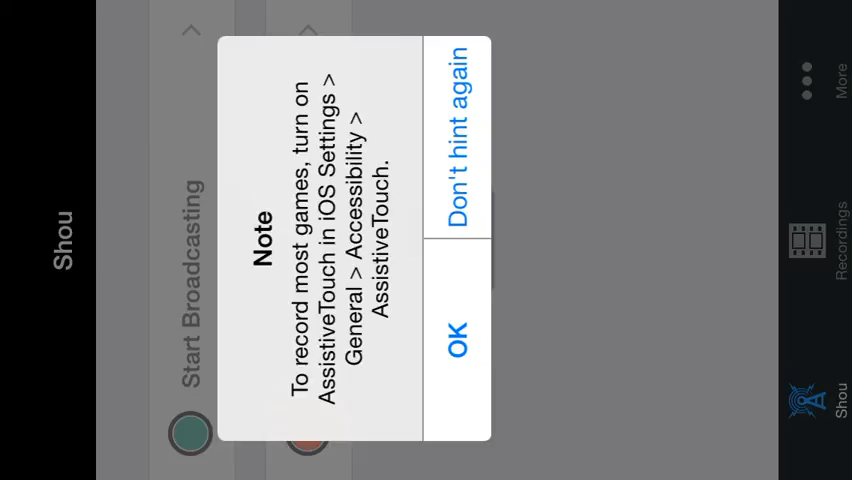 Shou
Start Broadcasting
Note
To record most games, turn on
AssistiveTouch in iOS Settings >
General > Accessibility >
AssistiveTouch.
OK
Don't hint again
Shou
Recordings
More